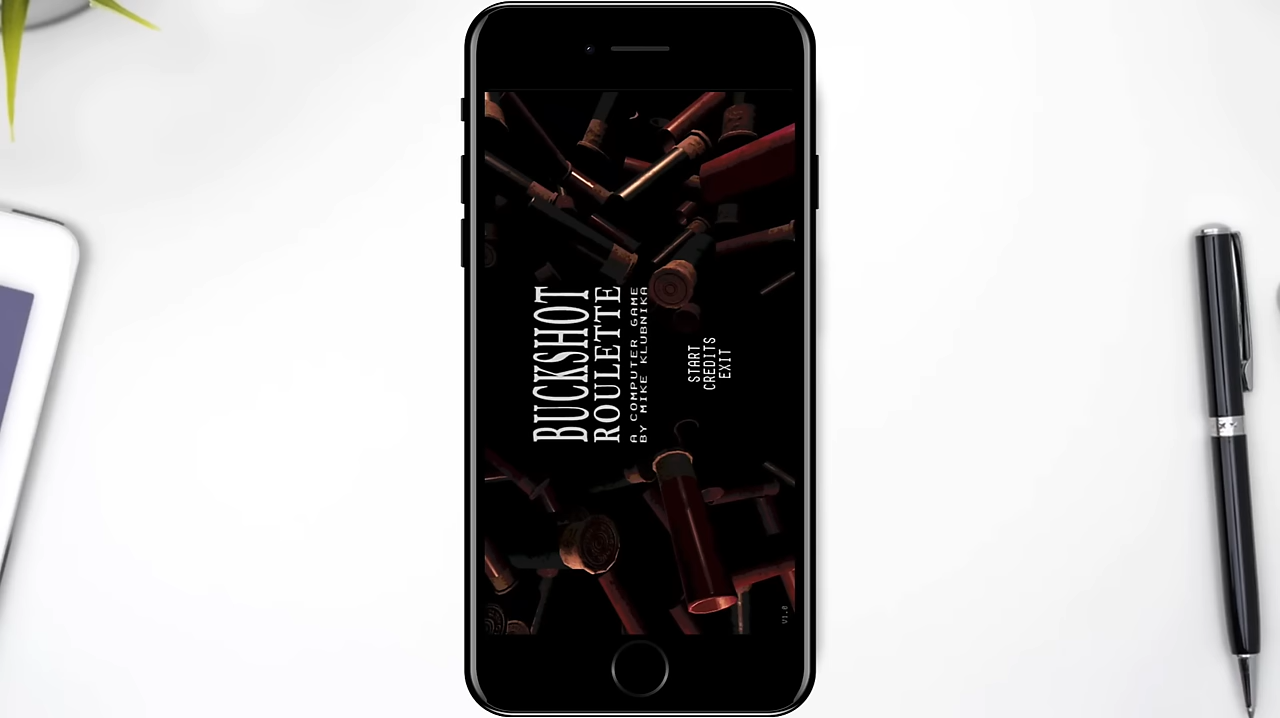 BUCKSHOT
ROULETTE
A COMPUTER GAME
BY MIKE KLUBNIKA
START
CREDITS
EXIT
V1.0